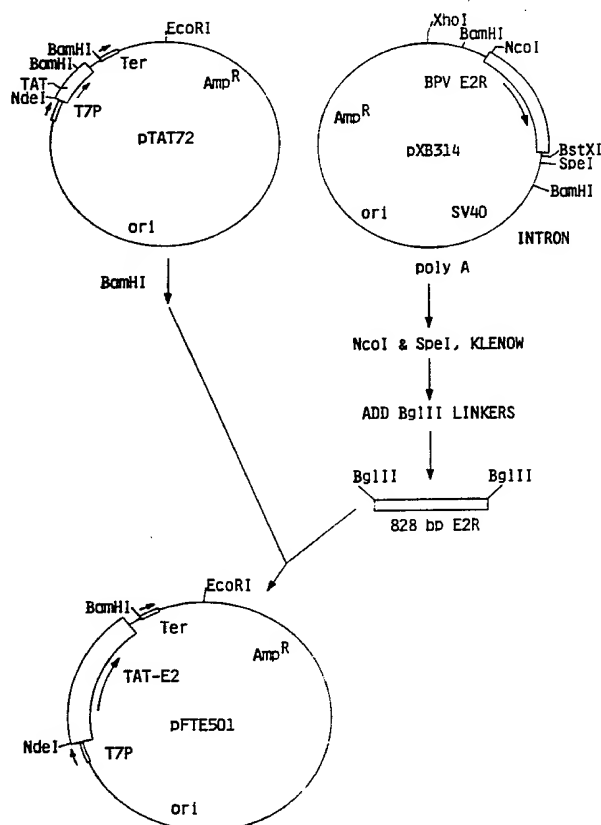 EcoRI
BamHI
BamHI
Ter
TAT
NdeI
T7P
AmpR
pTAT72
ori
XhoI
BamHI
NcoI
BPV E2R
AmpR
pXB314
BstXI
SpeI
BamHI
ori
SV40
INTRON
poly A
BamHI
NcoI & SpeI, KLENOW
ADD BglII LINKERS
BglII
BglII
828 bp E2R
EcoRI
BamHI
Ter
AmpR
TAT-E2
pFTE501
NdeI
T7P
ori